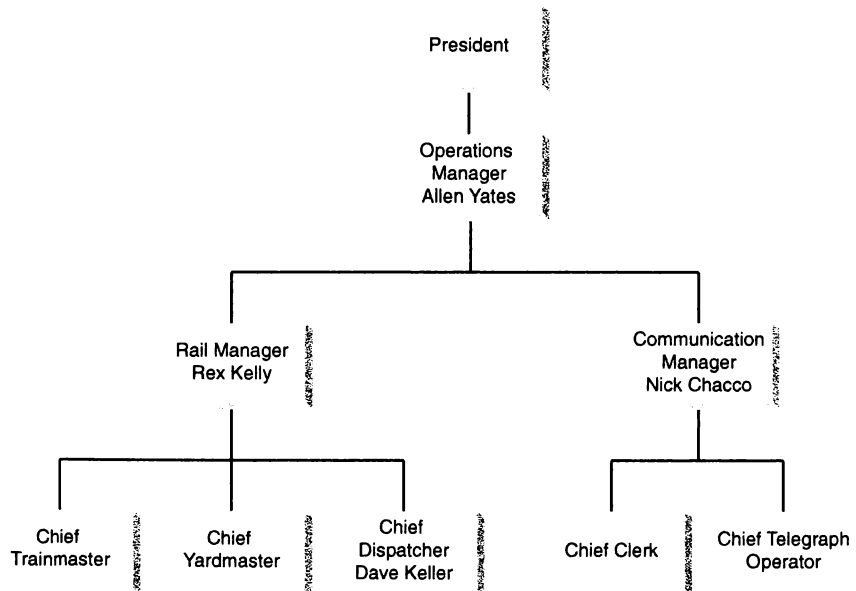 President
Operations
Manager
Allen Yates
Rail Manager
Rex Kelly
Communication
Manager
Nick Chacco
Chief
Trainmaster
Chief
Yardmaster
Chief
Dispatcher
Dave Keller
Chief Clerk
Chief Telegraph
Operator